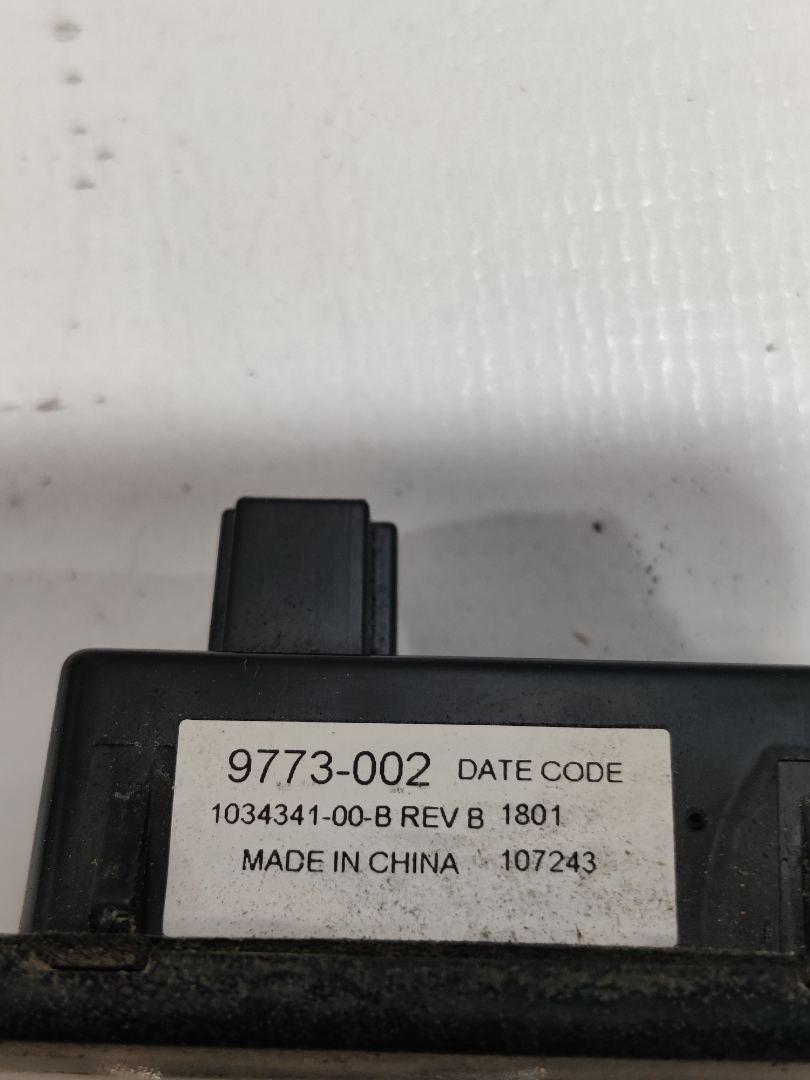 9773-002 DATE CODE
1034341-00-B REV B 1801
MADE IN CHINA 107243